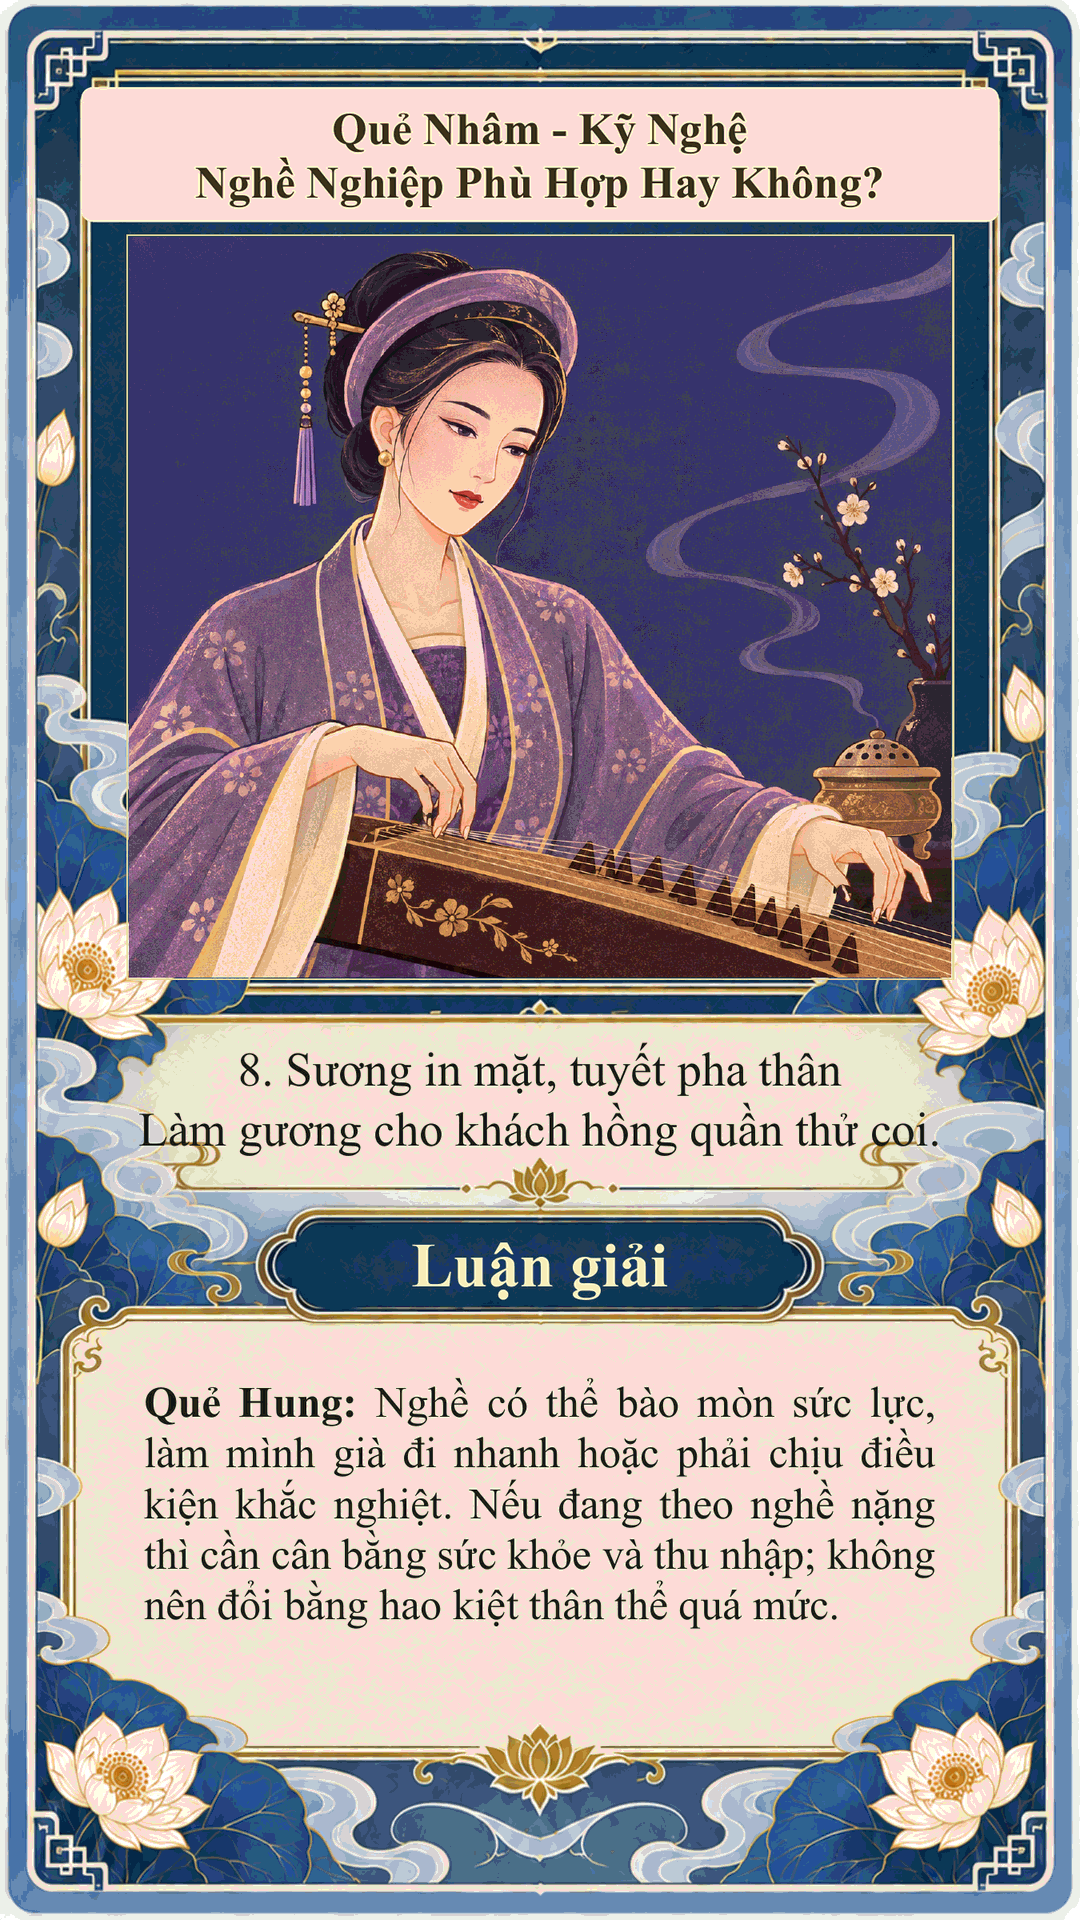 Quẻ Nhâm - Kỹ Nghệ
Nghề Nghiệp Phù Hợp Hay Không?
8. Sương in mặt, tuyết pha thân
Làm gương cho khách hồng quần thử coi.
Luận giải
Quẻ Hung: Nghề có thể bào mòn sức lực,
làm mình già đi nhanh hoặc phải chịu điều
kiện khắc nghiệt. Nếu đang theo nghề nặng
thì cần cân bằng sức khỏe và thu nhập; không
nên đổi bằng hao kiệt thân thể quá mức.